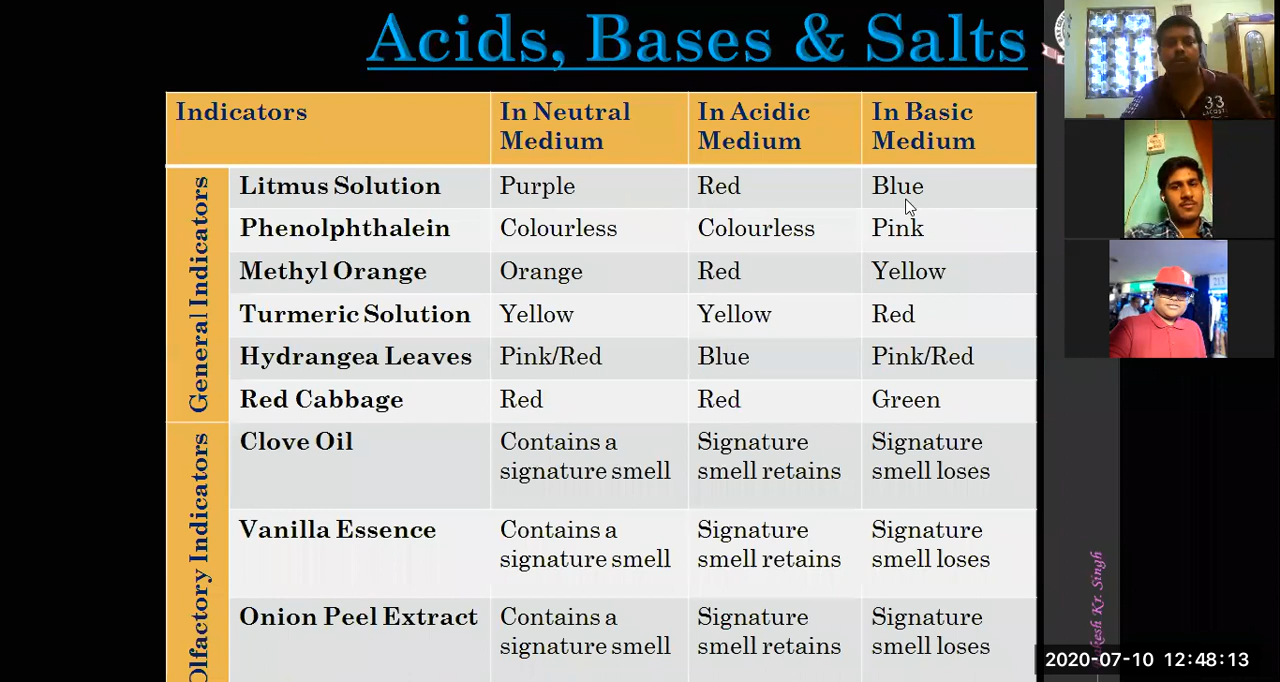 Acids, Bases & Salts
Indicators
In Neutral
Medium
In Acidic
Medium
In Basic
Medium
General Indicators
Litmus Solution
Purple
Red
Blue
Phenolphthalein
Colourless
Colourless
Pink
Methyl Orange
Orange
Red
Yellow
Turmeric Solution
Yellow
Yellow
Red
Hydrangea Leaves
Pink/Red
Blue
Pink/Red
Red Cabbage
Red
Red
Green
Olfactory Indicators
Clove Oil
Contains a
signature smell
Signature
smell retains
Signature
smell loses
Vanilla Essence
Contains a
signature smell
Signature
smell retains
Signature
smell loses
Onion Peel Extract
Contains a
signature smell
Signature
smell retains
Signature
smell loses
Kr. Singh
33
2020-07-10 12:48:13